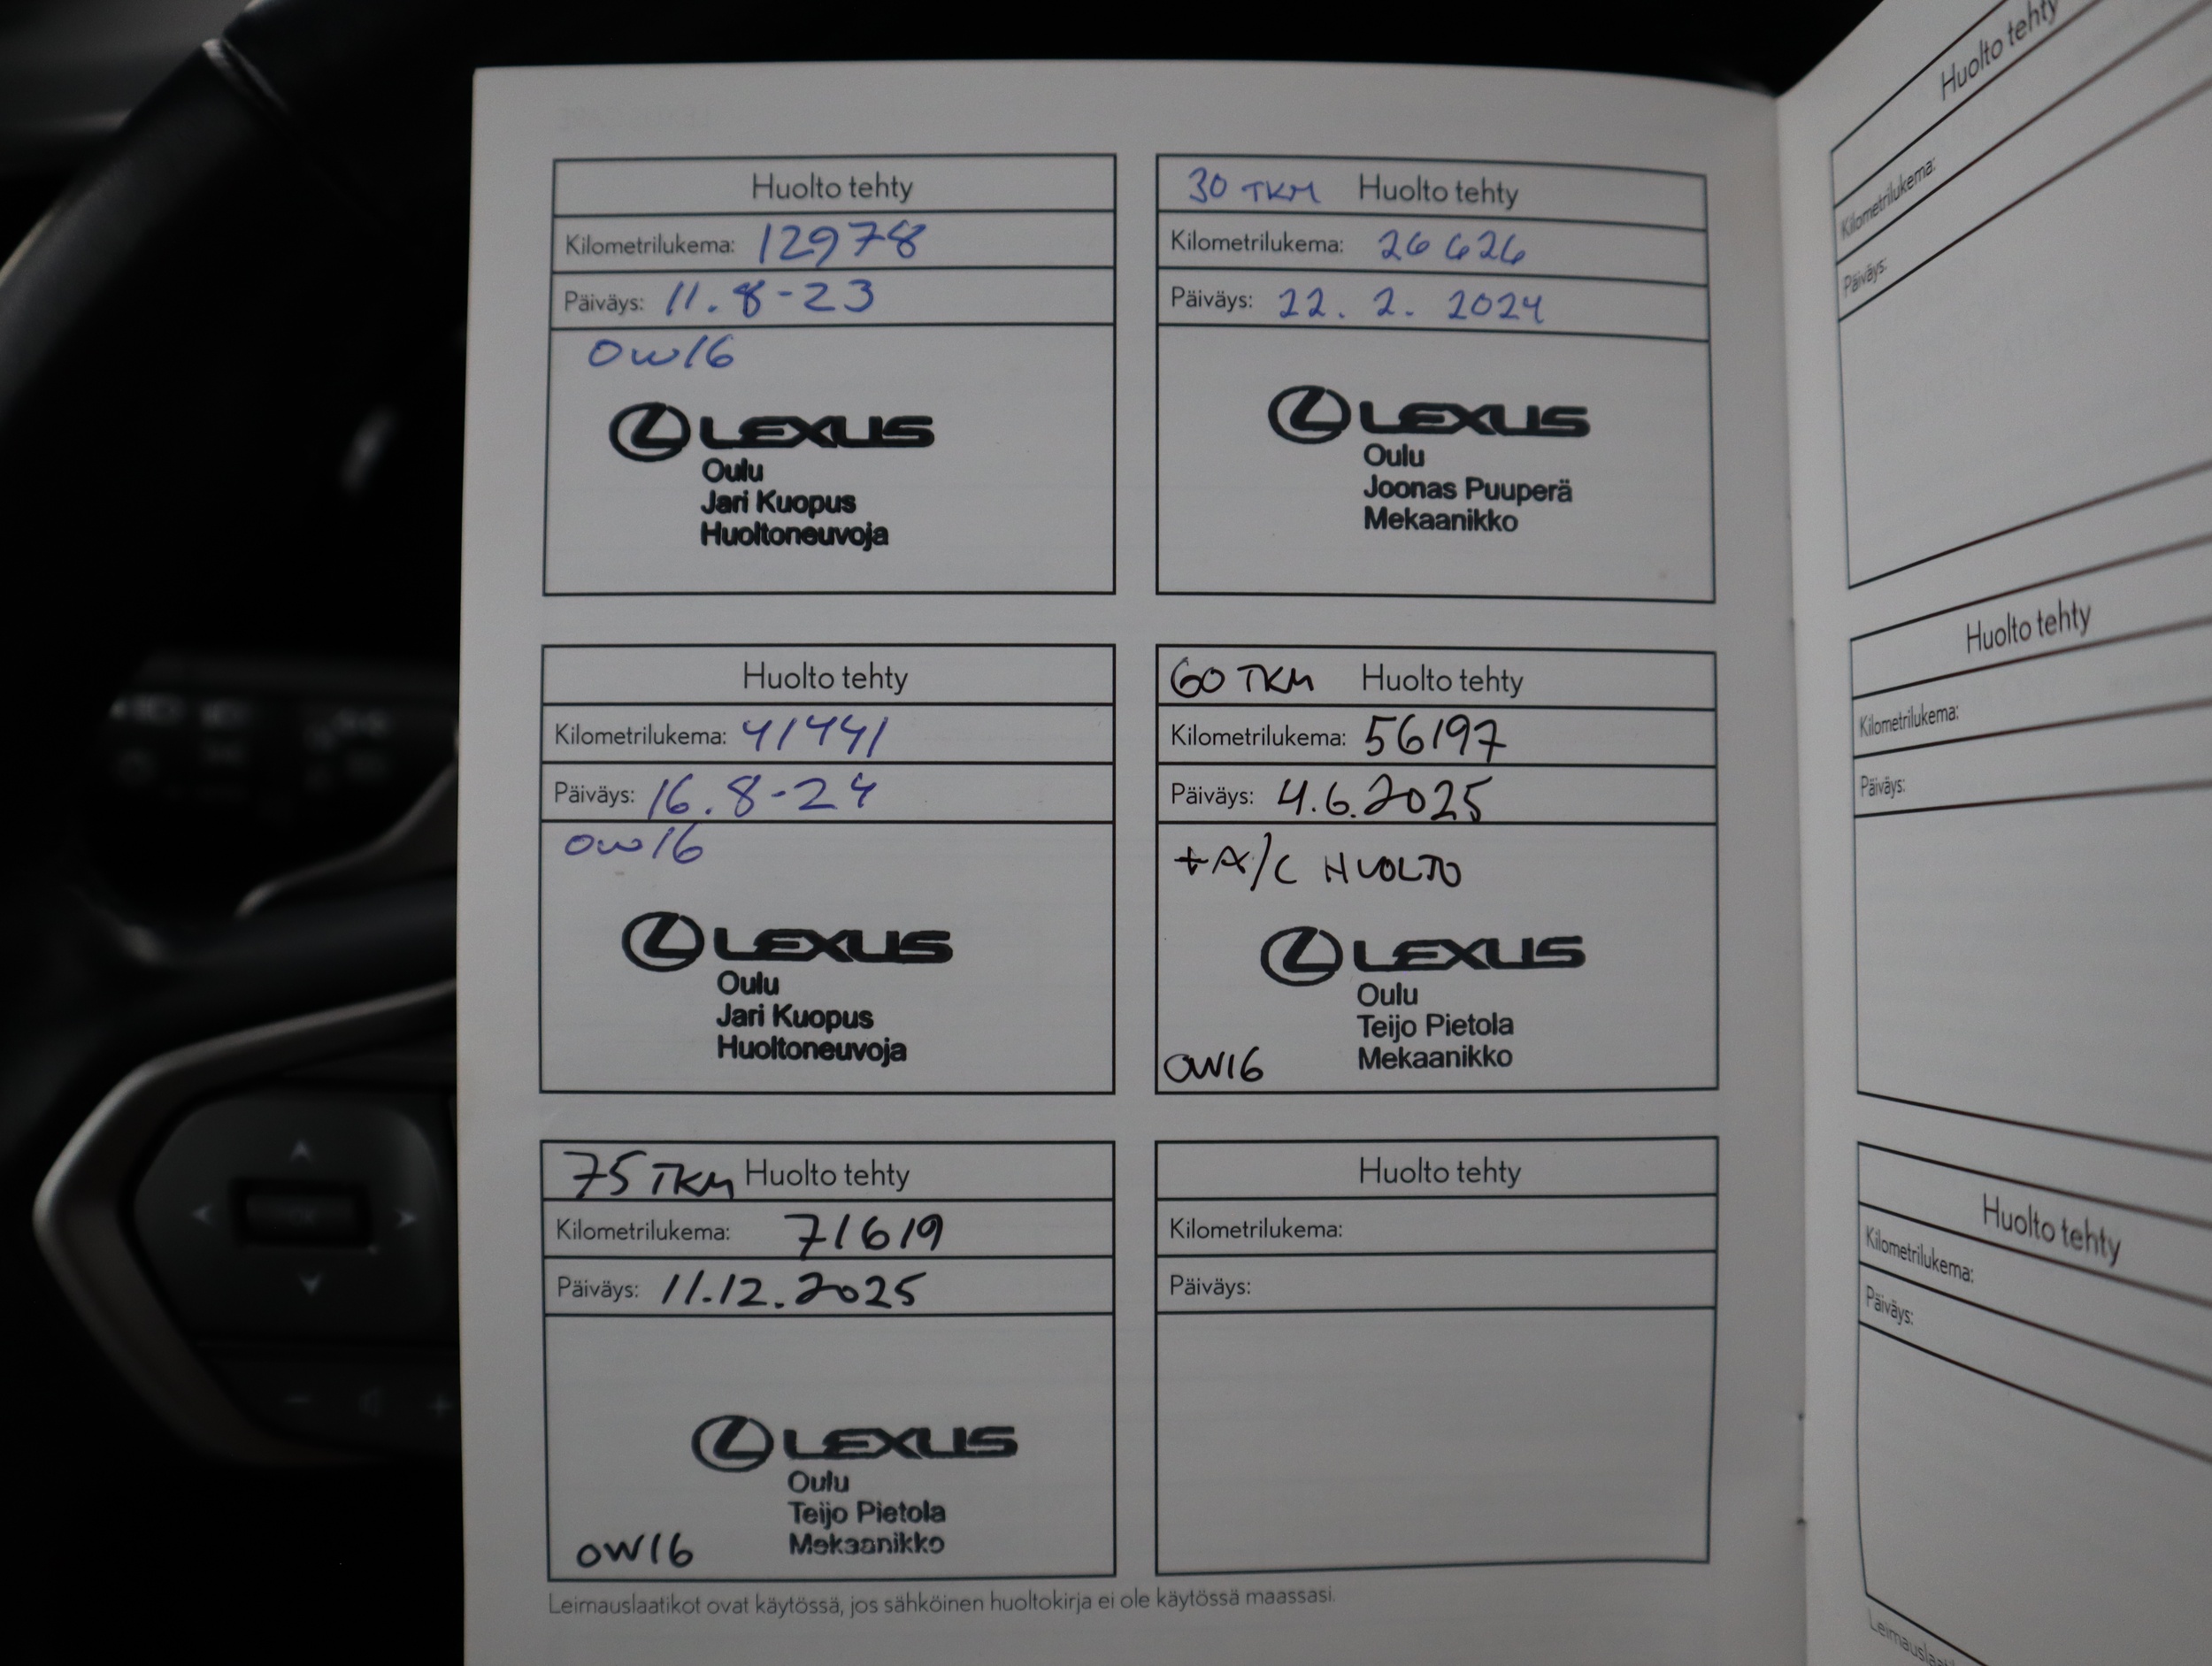 Huolto tehty
Kilometrilukema: 12978
Päiväys: 11.8-23
0w16
LEXUS
Oulu
Jari Kuopus
Huoltoneuvoja
30 TKM Huolto tehty
Kilometrilukema: 26 626
Päiväys: 22. 2. 2024
LEXUS
Oulu
Joonas Puuperä
Mekaanikko
Huolto tehty
Kilometrilukema: 41441
Päiväys: 16.8-24
0w16
LEXUS
Oulu
Jari Kuopus
Huoltoneuvoja
60 TKM Huolto tehty
Kilometrilukema: 56197
Päiväys: 4.6.2025
+A/C HUOLTO
LEXUS
Oulu
Teijo Pietola
Mekaanikko
0W16
75 TKM Huolto tehty
Kilometrilukema: 71619
Päiväys: 11.12.2025
LEXUS
Oulu
Teijo Pietola
Mekaanikko
0W16
Huolto tehty
Kilometrilukema:
Päiväys:
Leimauslaatikot ovat käytössä, jos sähköinen huoltokirja ei ole käytössä maassasi.
Huolto tehty
Kilometrilukema:
Päiväys:
Huolto tehty
Kilometrilukema:
Päiväys:
Huolto tehty
Kilometrilukema:
Päiväys: